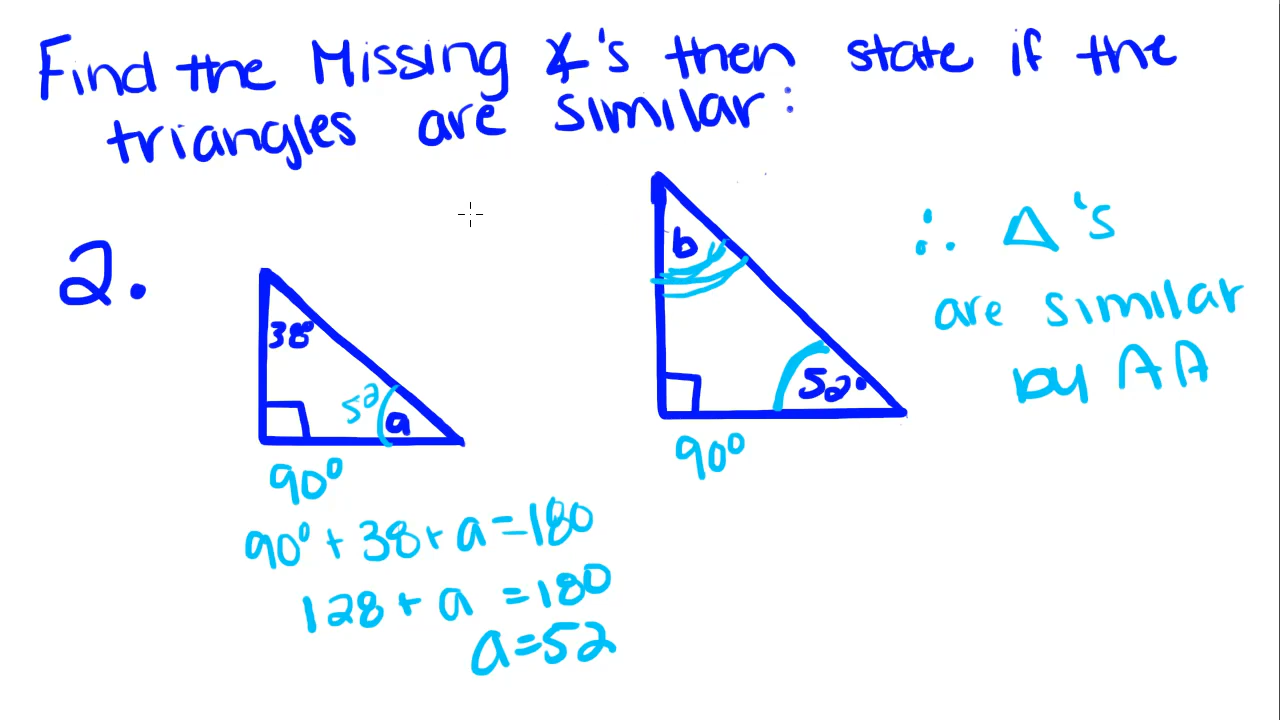 Find the Missing ∡'s then state if the
triangles are similar:
2.
38°
52
a
90°
b
52°
90°
∴ Δ's
are similar
by AA
90° + 38 + a = 180
128 + a = 180
a = 52